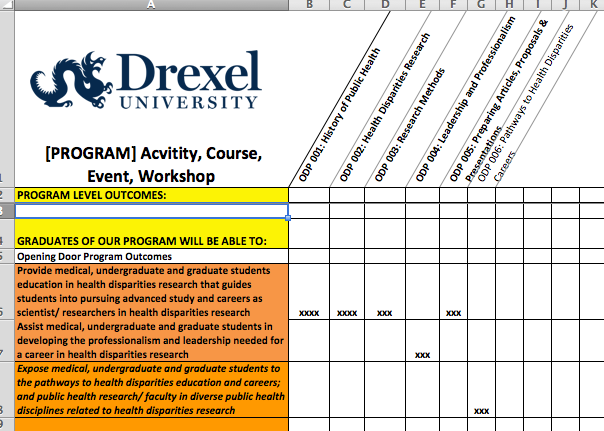 A B C D E F G H I J K
Drexel
UNIVERSITY
[PROGRAM] Acvitity, Course,
Event, Workshop
ODP 001: History of Public Health
ODP 002: Health Disparities Research
ODP 003: Research Methods
ODP 004: Leadership and Professionalism
ODP 005: Preparing Articles, Proposals &
Presentations
ODP 006: Pathways to Health Disparities
Careers
1
2 PROGRAM LEVEL OUTCOMES:
3
4 GRADUATES OF OUR PROGRAM WILL BE ABLE TO:
5 Opening Door Program Outcomes
Provide medical, undergraduate and graduate students
education in health disparities research that guides
students into pursuing advanced study and careers as
scientist/ researchers in health disparities research xxxx xxxx xxx xxx
Assist medical, undergraduate and graduate students in
developing the professionalism and leadership needed for
7 a career in health disparities research xxx
Expose medical, undergraduate and graduate students to
the pathways to health disparities education and careers;
and public health research/ faculty in diverse public health
8 disciplines related to health disparities research xxx
9